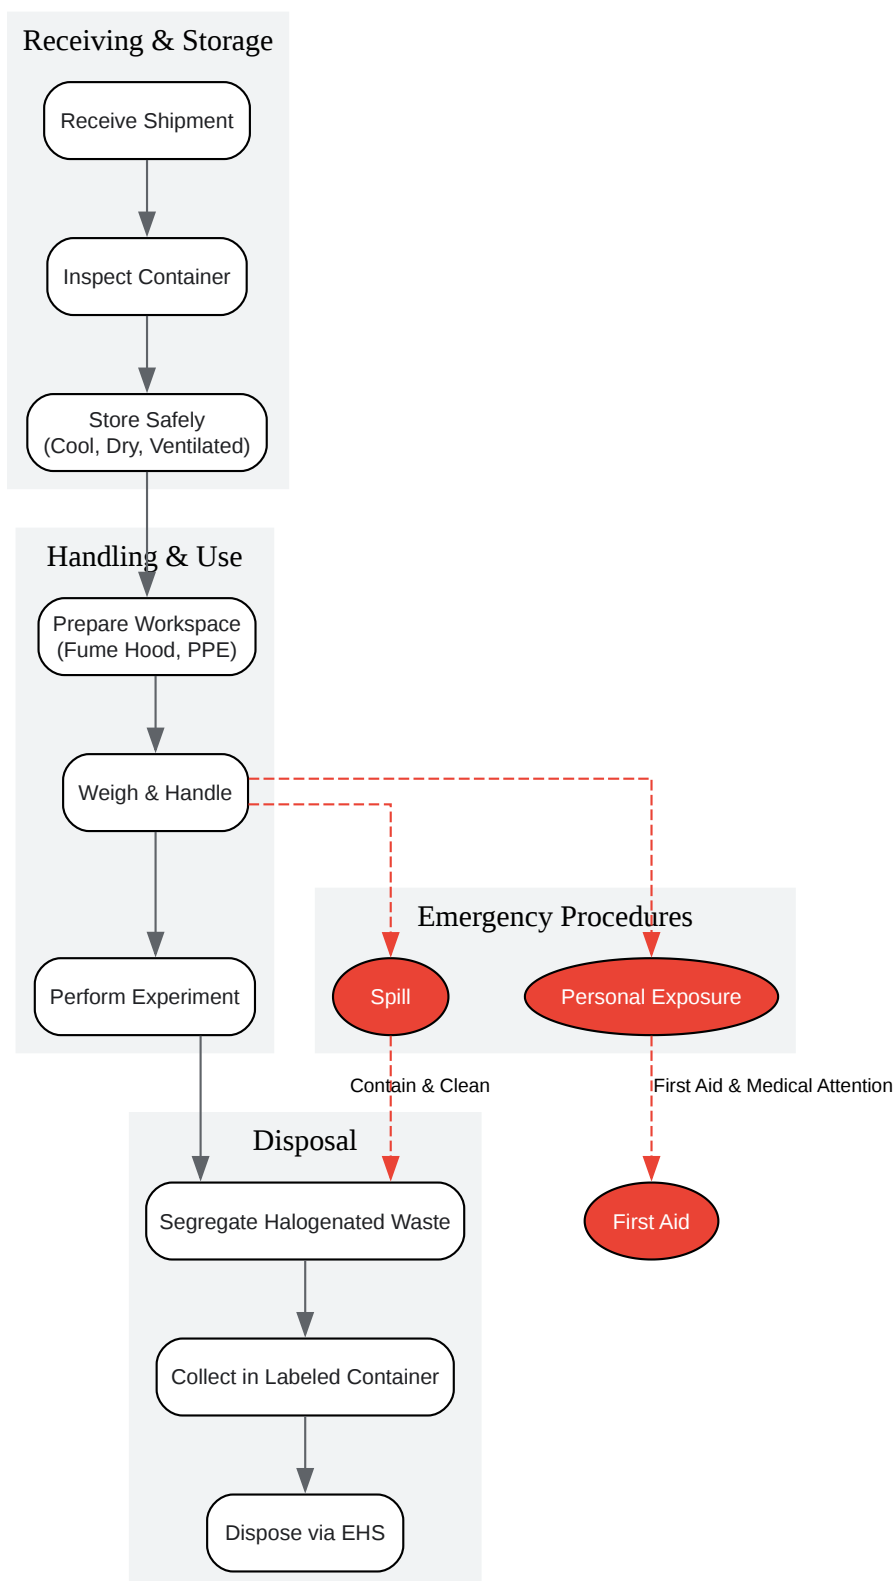 Receiving & Storage
Receive Shipment
Inspect Container
Store Safely
(Cool, Dry, Ventilated)
Handling & Use
Prepare Workspace
(Fume Hood, PPE)
Weigh & Handle
Perform Experiment
Emergency Procedures
Spill
Personal Exposure
Contain & Clean
First Aid & Medical Attention
First Aid
Disposal
Segregate Halogenated Waste
Collect in Labeled Container
Dispose via EHS